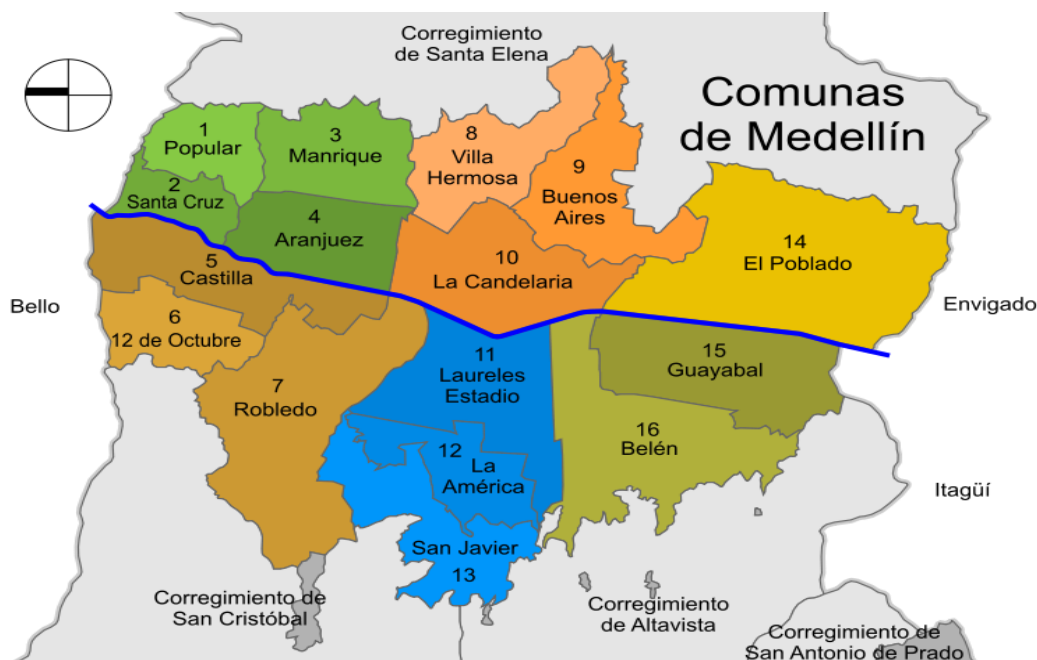 Corregimiento
de Santa Elena
Comunas
de Medellín
1
Popular
3
Manrique
8
Villa
Hermosa
9
Buenos
Aires
2
Santa Cruz
4
Aranjuez
14
El Poblado
10
La Candelaria
5
Castilla
Bello
Envigado
6
12 de Octubre
11
Laureles
Estadio
15
Guayabal
7
Robledo
16
Belén
12
La
América
Itagüí
San Javier
13
Corregimiento de
San Cristóbal
Corregimiento
de Altavista
Corregimiento de
San Antonio de Prado